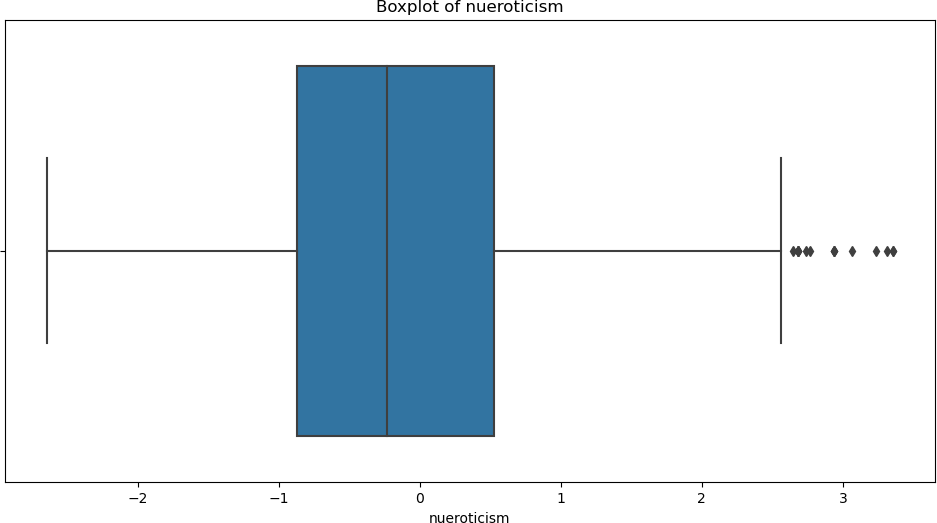 Boxplot of nueroticism
−2 −1 0 1 2 3
nueroticism